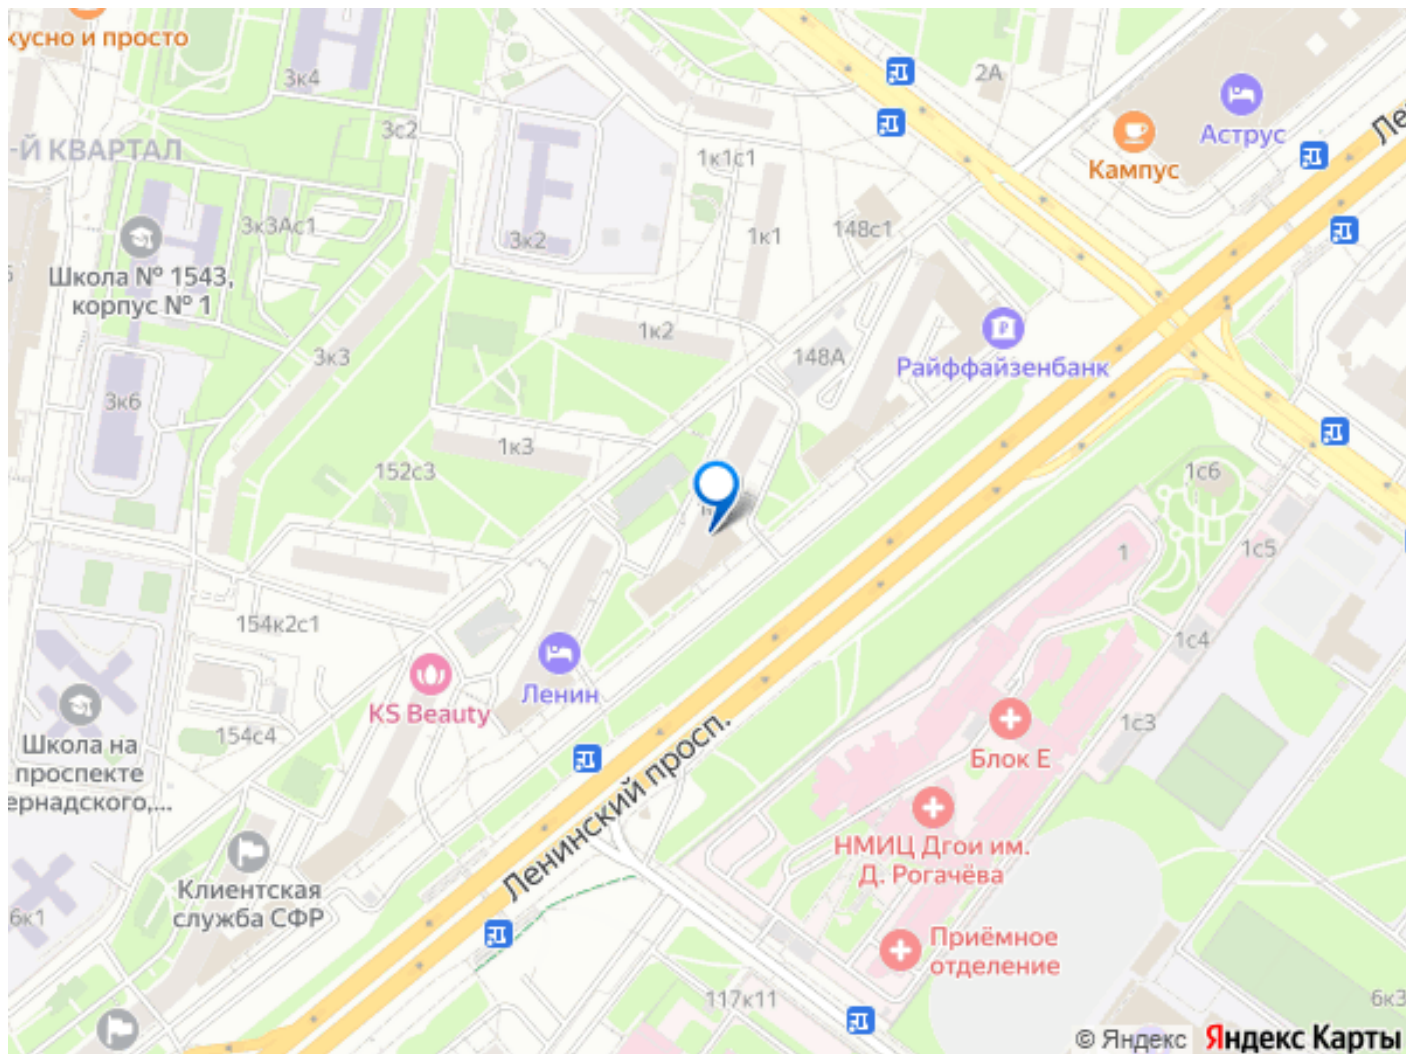 кусно и просто
3к4
2А
Аструс
Кампус
3с2
-Й КВАРТАЛ
1к1с1
3к3Ас1
3к2
1к1
148с1
Школа № 1543,
корпус № 1
1к2
3к3
148А
Райффайзенбанк
3к6
1к3
152с3
1с6
1с5
1
154к2с1
1с4
Ленин
KS Beauty
1с3
154с4
Школа на
проспекте
ернадского,...
Блок Е
Ленинский просп.
НМИЦ Дгои им.
Д. Рогачёва
Клиентская
служба СФР
6к1
Приёмное
отделение
117к11
6к3
© Яндекс Яндекс Карты